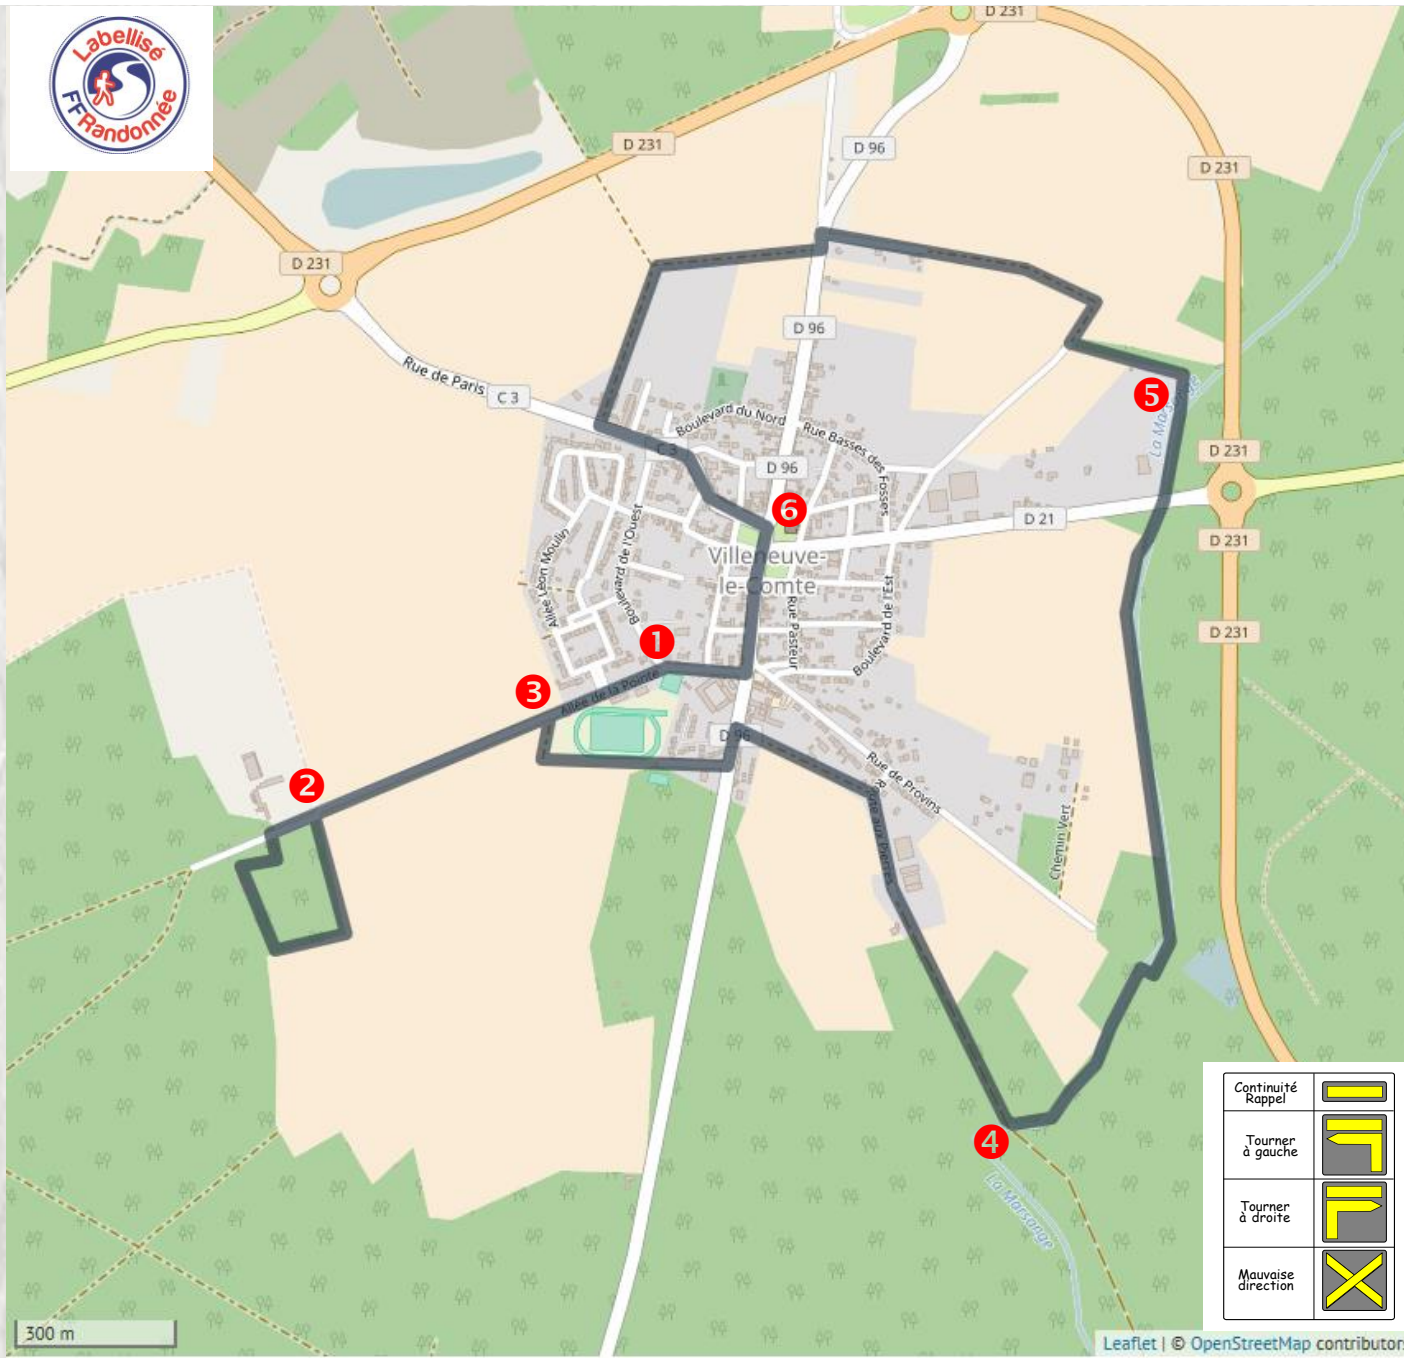 Labellisé
FFRandonnée
D 231
D 231
D 96
D 231
D 231
D 96
Rue de Paris
C 3
Boulevard du Nord
Rue Basses des Fosses
C 3
D 96
5
La Marsange
D 231
6
D 21
D 231
Villeneuve-
le-Comte
Allée Léon Moulin
Boulevard de l'Ouest
Rue Pasteur
Boulevard de l'Est
D 231
1
3
Allée de la Pointe
D 96
2
Rue de Provins
Route aux Pierres
Chemin Vert
4
La Marsange
Continuité
Rappel
Tourner
à gauche
Tourner
à droite
Mauvaise
direction
300 m
Leaflet | © OpenStreetMap contributors